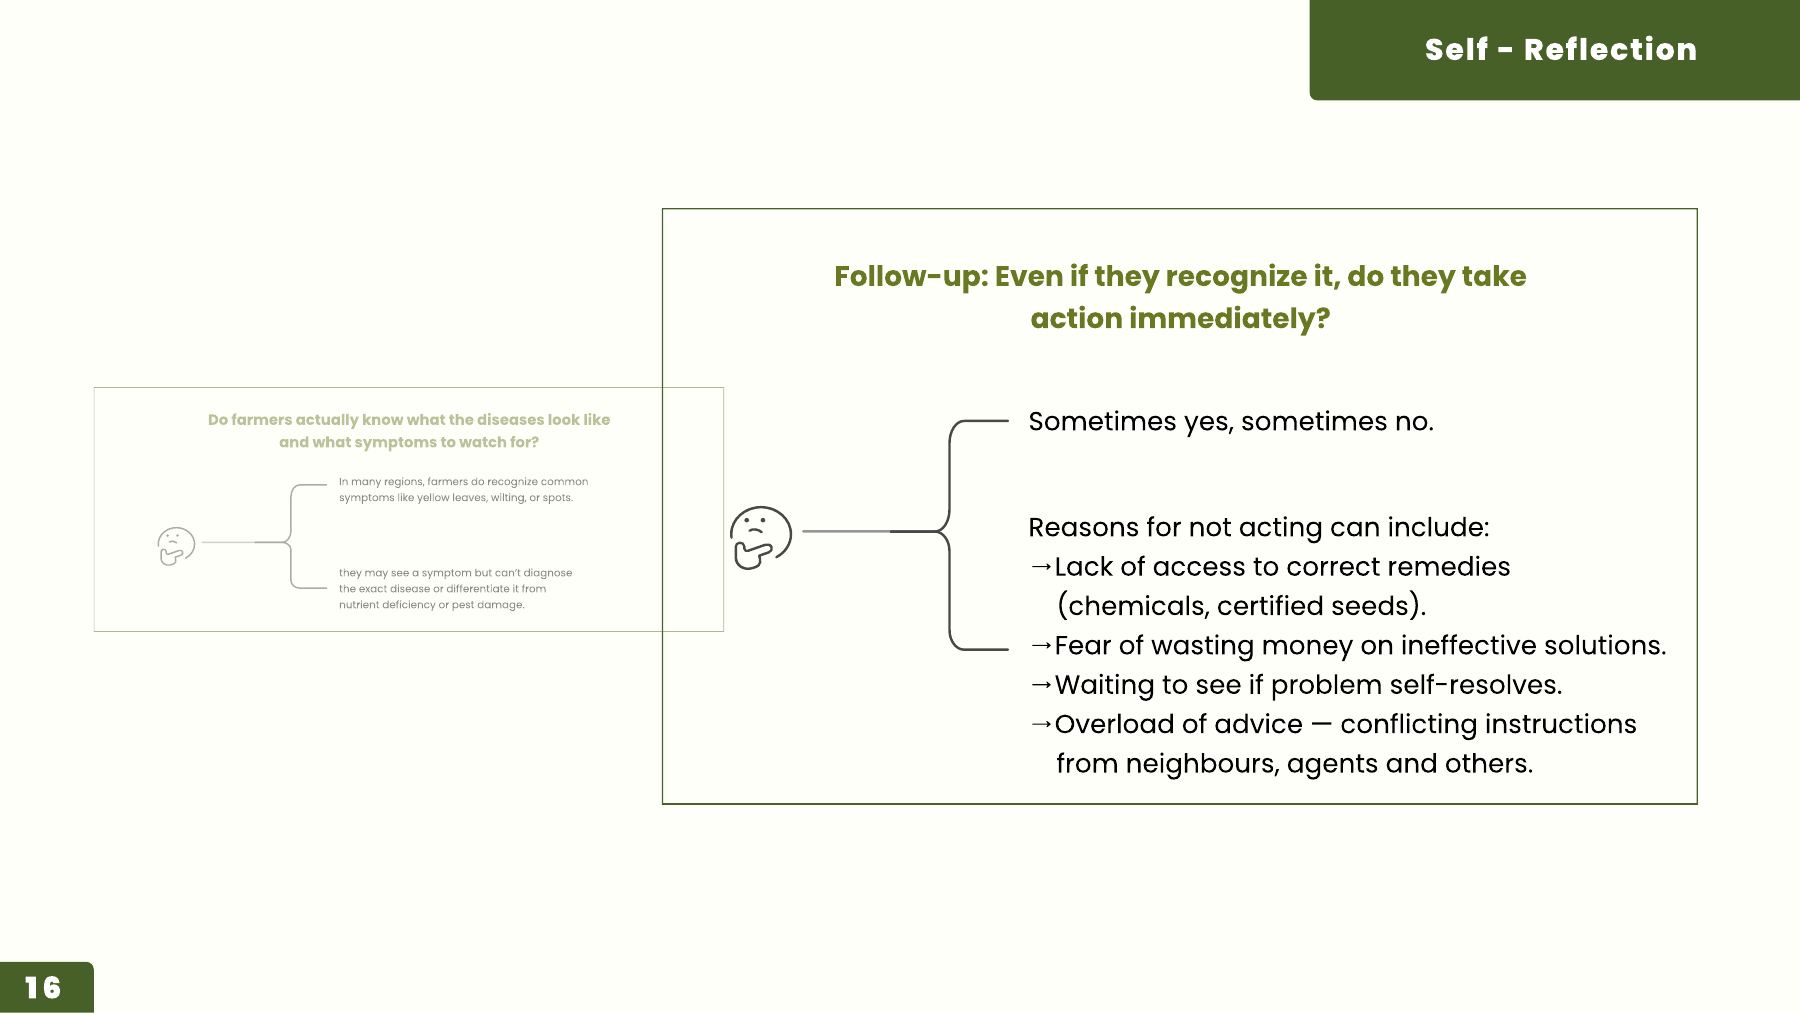 Self - Reflection
Do farmers actually know what the diseases look like
and what symptoms to watch for?
In many regions, farmers do recognize common
symptoms like yellow leaves, wilting, or spots.
they may see a symptom but can't diagnose
the exact disease or differentiate it from
nutrient deficiency or pest damage.
Follow-up: Even if they recognize it, do they take
action immediately?
Sometimes yes, sometimes no.
Reasons for not acting can include:
→Lack of access to correct remedies
(chemicals, certified seeds).
→Fear of wasting money on ineffective solutions.
→Waiting to see if problem self-resolves.
→Overload of advice — conflicting instructions
from neighbours, agents and others.
16